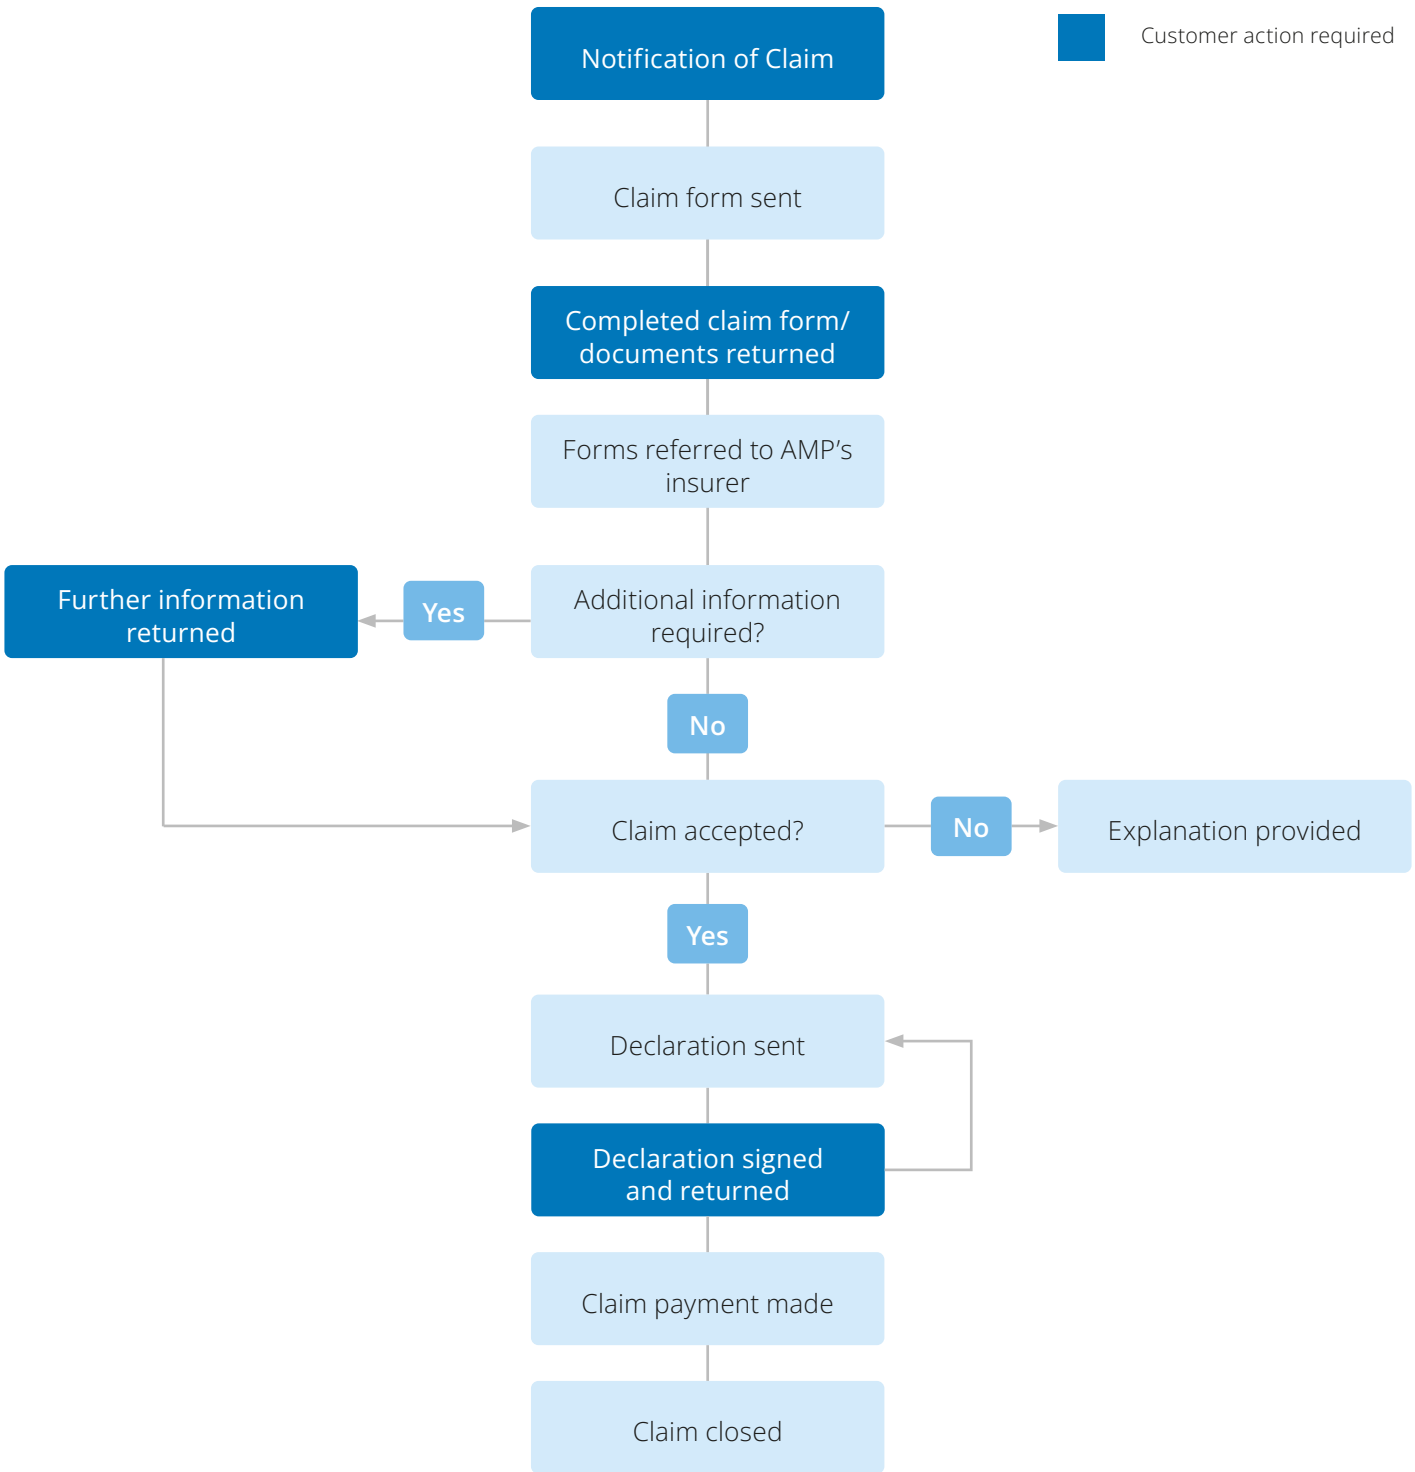 Notification of Claim
Customer action required
Claim form sent
Completed claim form/
documents returned
Forms referred to AMP’s
insurer
Further information
returned
Yes
Additional information
required?
No
Claim accepted?
No
Explanation provided
Yes
Declaration sent
Declaration signed
and returned
Claim payment made
Claim closed